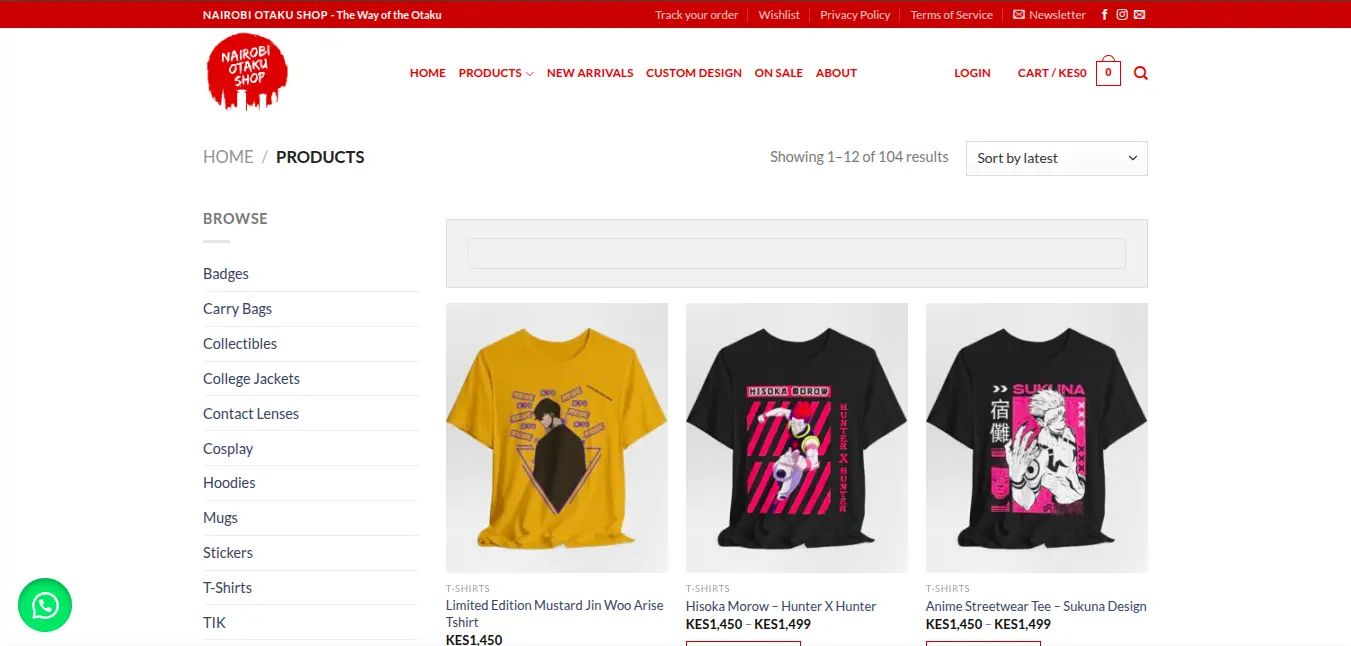 NAIROBI OTAKU SHOP - The Way of the Otaku
Track your order
Wishlist
Privacy Policy
Terms of Service
Newsletter
NAIROBI
OTAKU
SHOP
HOME
PRODUCTS
NEW ARRIVALS
CUSTOM DESIGN
ON SALE
ABOUT
LOGIN
CART / KES0
0
HOME / PRODUCTS
Showing 1–12 of 104 results
Sort by latest
BROWSE
Badges
Carry Bags
Collectibles
College Jackets
Contact Lenses
Cosplay
Hoodies
Mugs
Stickers
T-Shirts
TIK
HISOKA MOROW
HUNTER X HUNTER
SUKUNA
宿儺
T-SHIRTS
Limited Edition Mustard Jin Woo Arise
Tshirt
KES1,450
T-SHIRTS
Hisoka Morow – Hunter X Hunter
KES1,450 – KES1,499
T-SHIRTS
Anime Streetwear Tee – Sukuna Design
KES1,450 – KES1,499